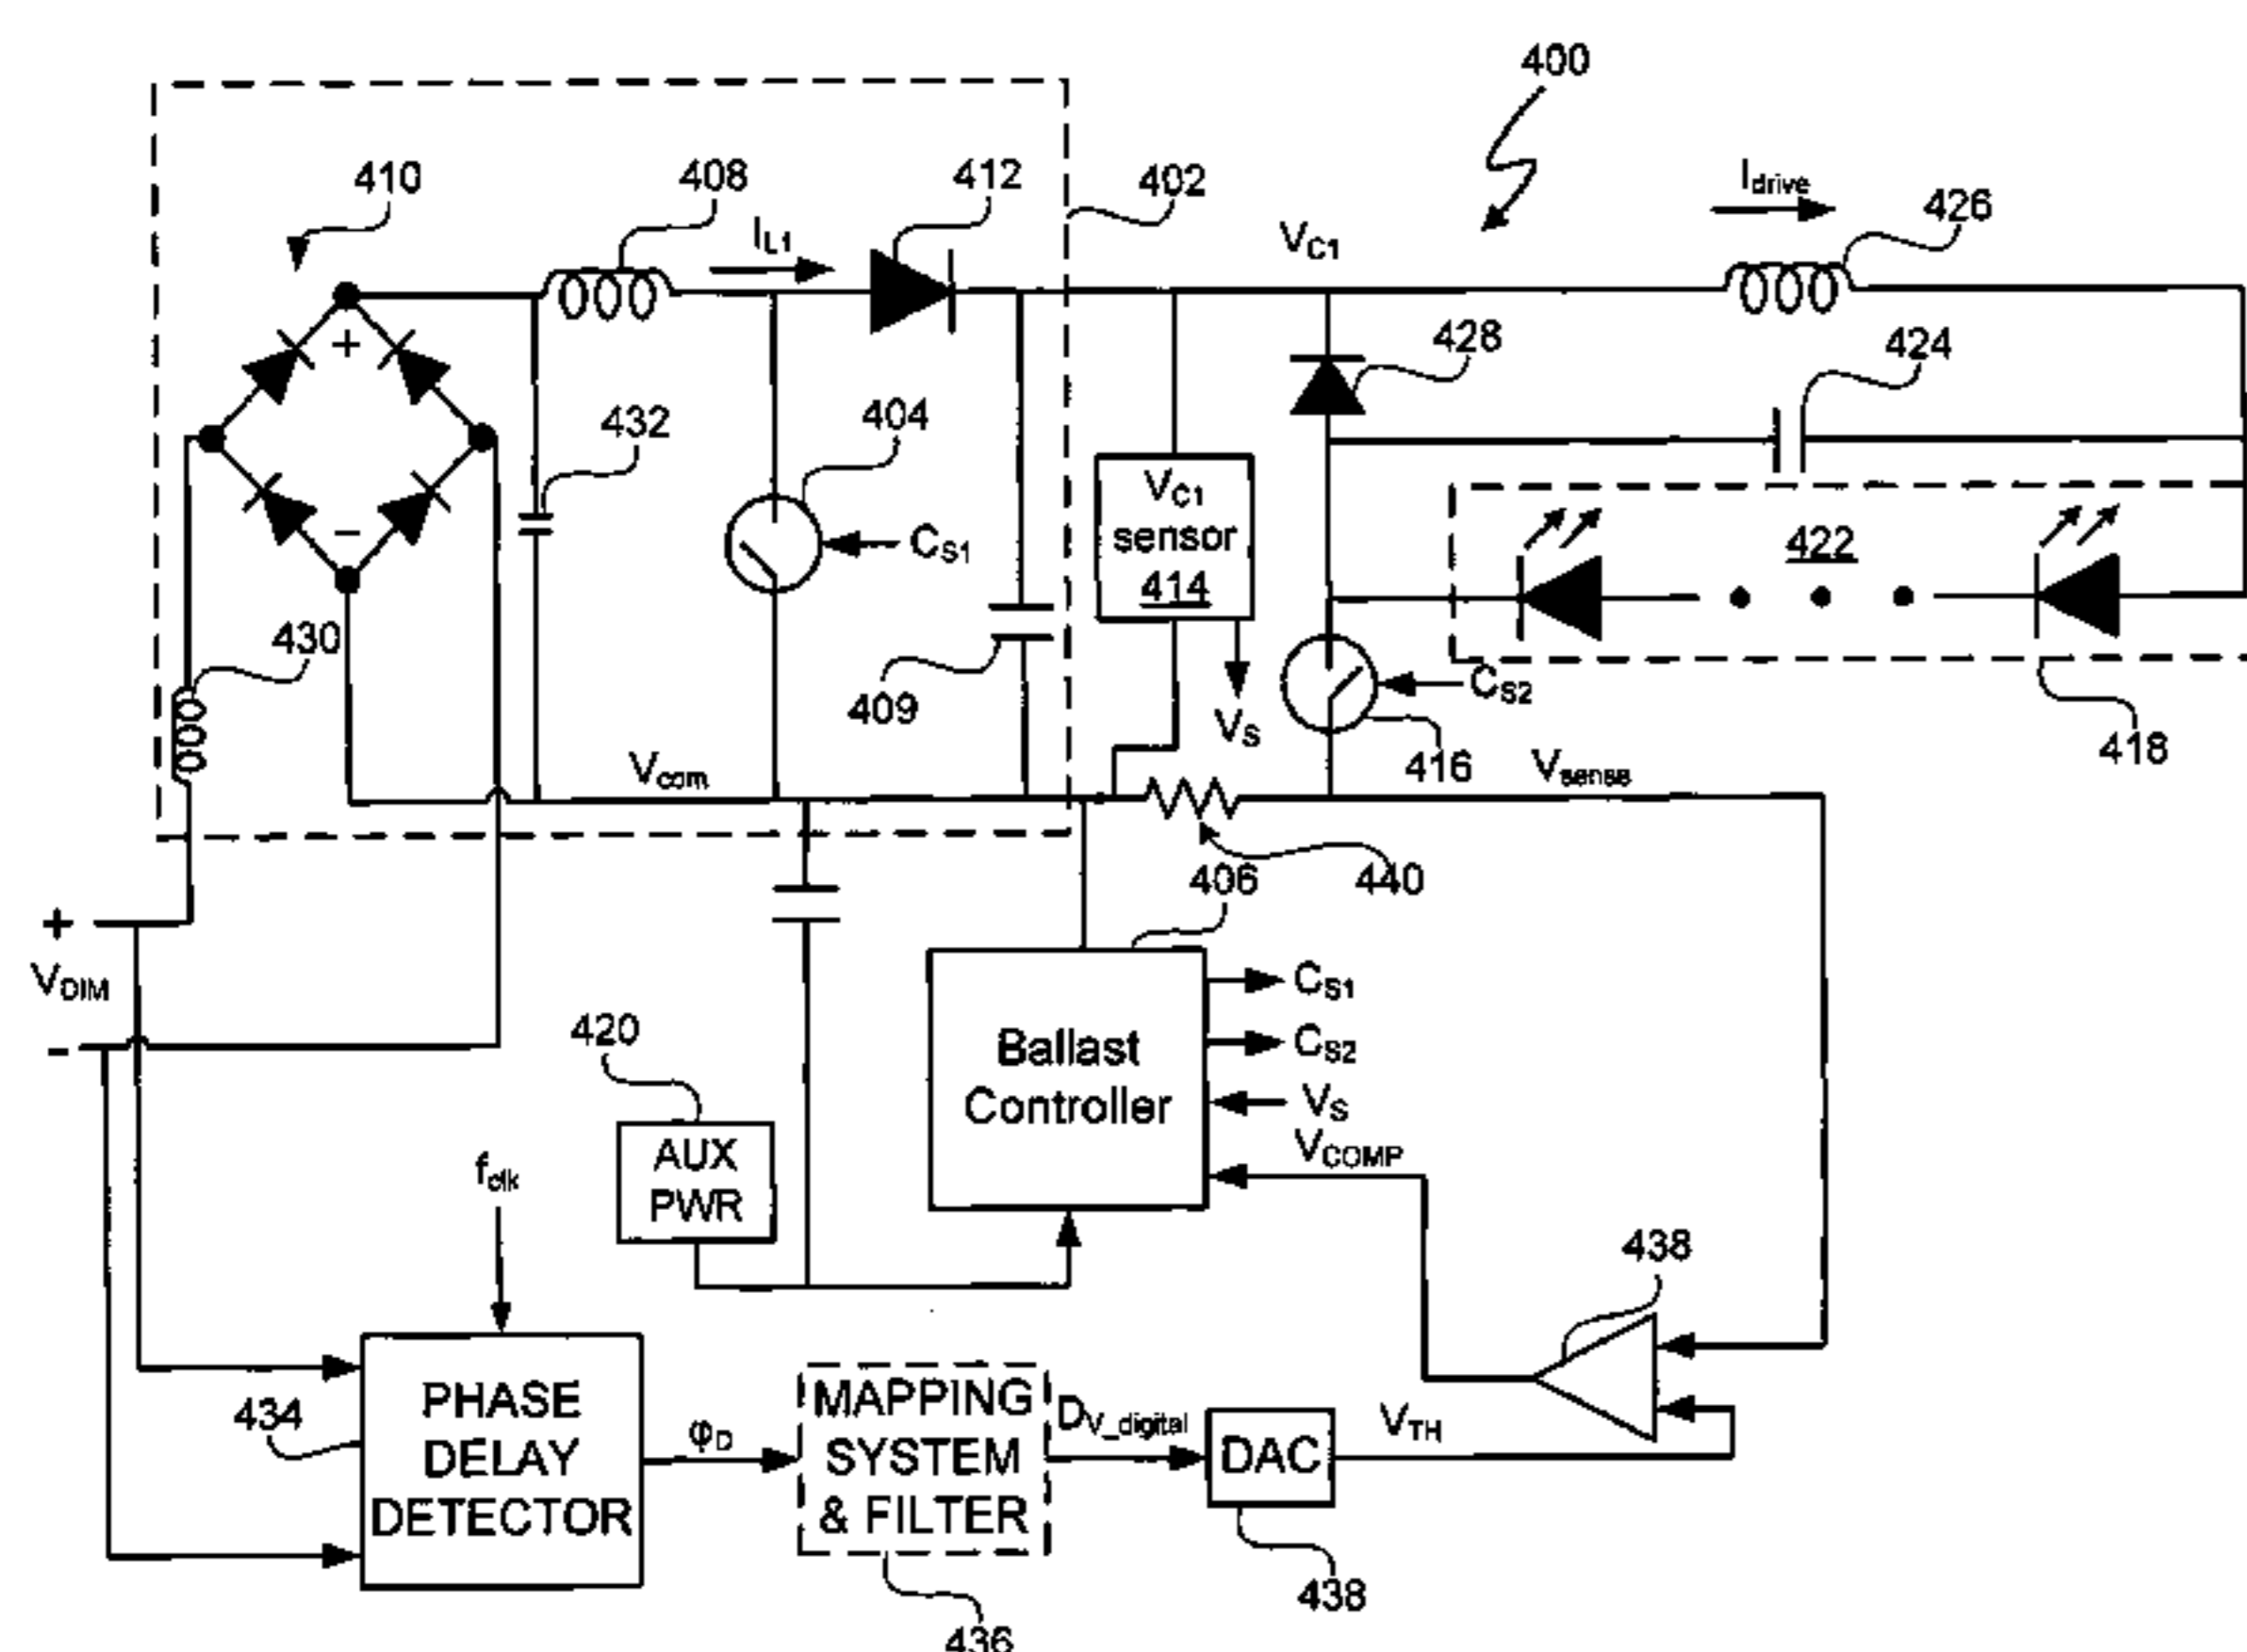 400
410
408
412
402
I_L1
V_C1
I_drive
426
+
428
424
432
404
V_C1
sensor
414
C_S1
422
−
430
409
V_S
C_S2
416
418
V_com
V_sense
440
406
+
V_DIM
-
420
Ballast
Controller
C_S1
C_S2
V_S
V_COMP
AUX
PWR
f_clk
438
PHASE
DELAY
DETECTOR
434
φ_D
MAPPING
SYSTEM
& FILTER
D_V_digital
DAC
V_TH
438
436